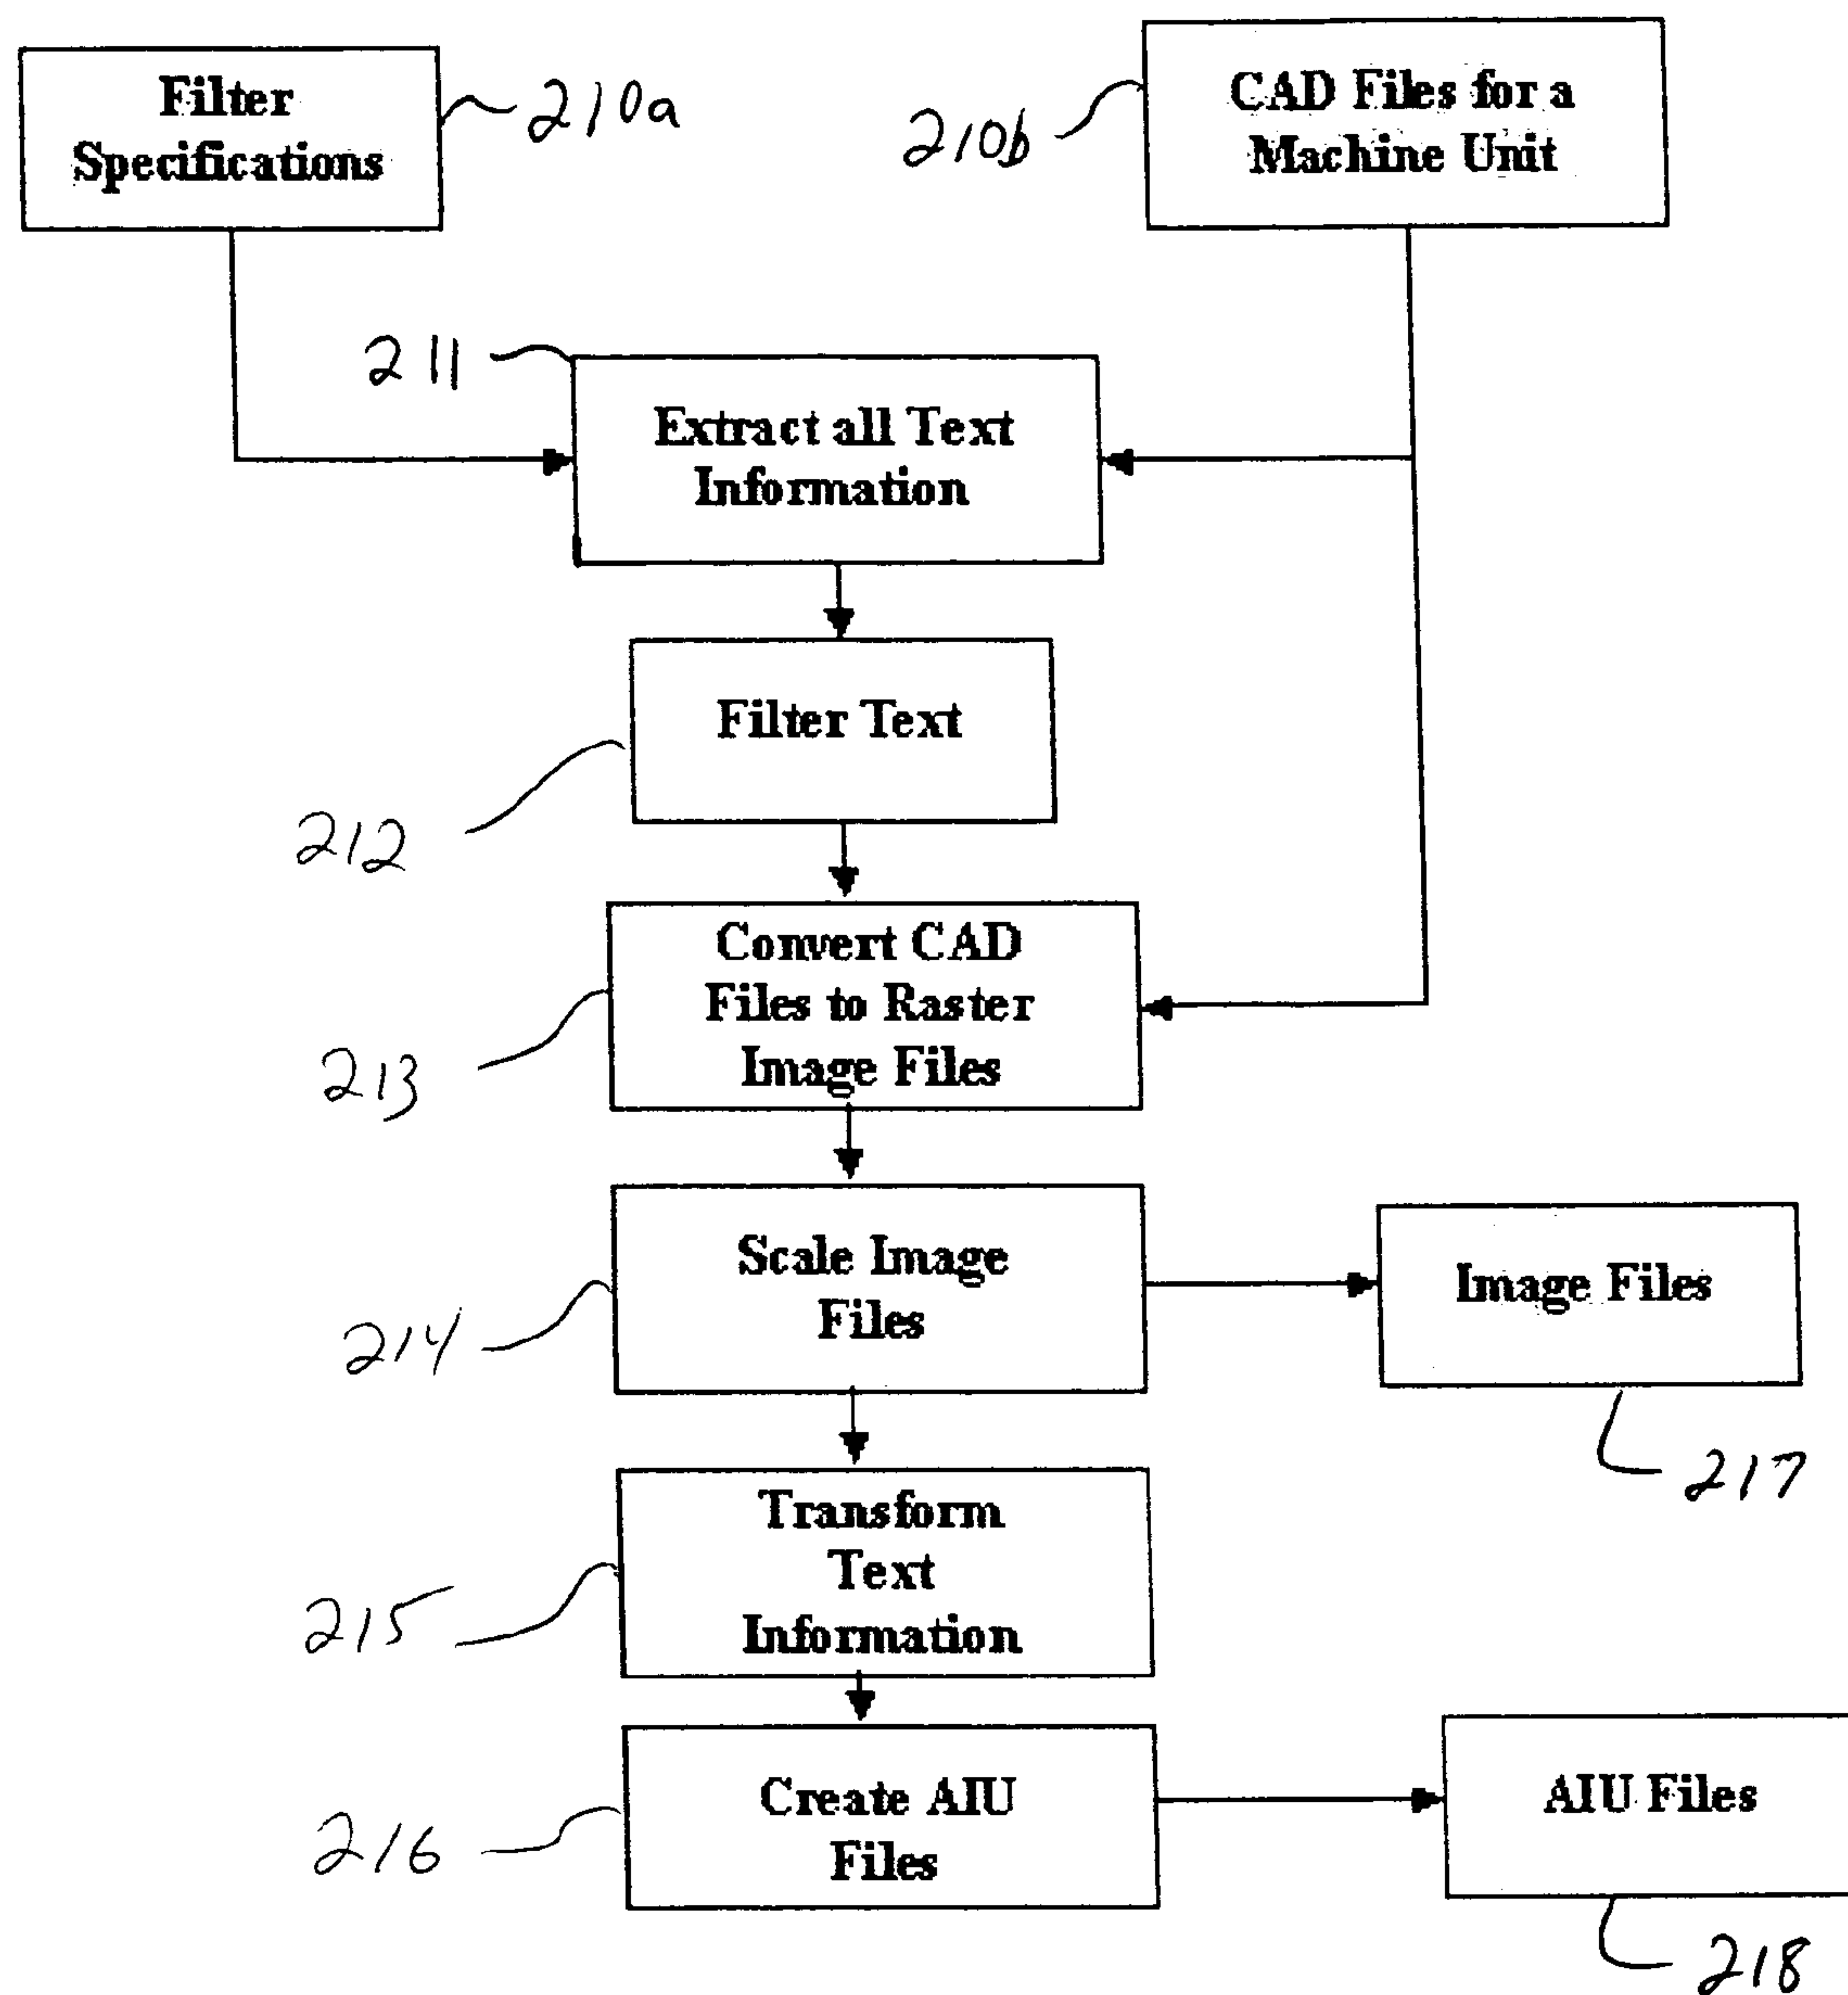 Filter
Specifications
210a
210b
CAD Files for a
Machine Unit
211
Extract all Text
Information
Filter Text
212
Convert CAD
Files to Raster
Image Files
213
Scale Image
Files
214
Image Files
217
Transform
Text
Information
215
Create AIU
Files
216
AIU Files
218